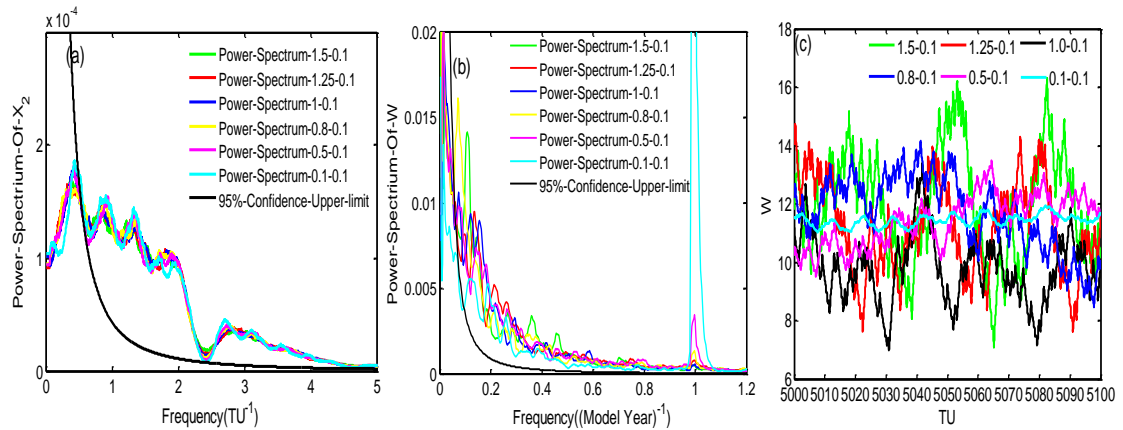 x 10⁻⁴
(a)
Power-Spectrum-1.5-0.1
Power-Spectrum-1.25-0.1
Power-Spectrum-1-0.1
Power-Spectrum-0.8-0.1
Power-Spectrum-0.5-0.1
Power-Spectrum-0.1-0.1
95%-Confidence-Upper-limit
Power-Spectrum-Of-X₂
2
1
0
0 1 2 3 4 5
Frequency(TU⁻¹)
(b)
Power-Spectrum-1.5-0.1
Power-Spectrum-1.25-0.1
Power-Spectrum-1-0.1
Power-Spectrum-0.8-0.1
Power-Spectrum-0.5-0.1
Power-Spectrum-0.1-0.1
95%-Confidence-Upper-limit
Power-Spectrum-Of-W
0.02
0.015
0.01
0.005
0
0 0.2 0.4 0.6 0.8 1.0 1.2
Frequency((Model Year)⁻¹)
(c)
1.5-0.1 1.25-0.1 1.0-0.1
0.8-0.1 0.5-0.1 0.1-0.1
W
18
16
14
12
10
8
6
5000 5010 5020 5030 5040 5050 5060 5070 5080 5090 5100
TU